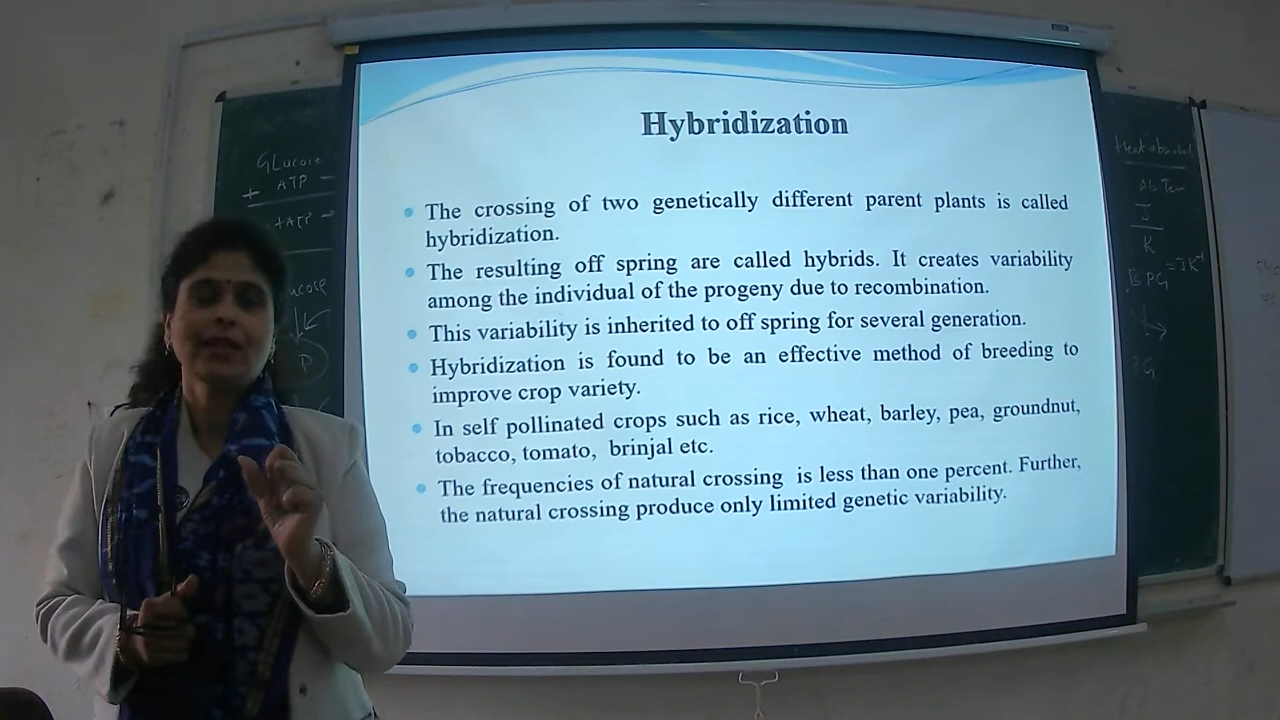 Hybridization
The crossing of two genetically different parent plants is called
hybridization.
The resulting off spring are called hybrids. It creates variability
among the individual of the progeny due to recombination.
This variability is inherited to off spring for several generation.
Hybridization is found to be an effective method of breeding to
improve crop variety.
In self pollinated crops such as rice, wheat, barley, pea, groundnut,
tobacco, tomato, brinjal etc.
The frequencies of natural crossing is less than one percent. Further,
the natural crossing produce only limited genetic variability.
GLucose
+ ATP
+ATP
ucose
P
J
K